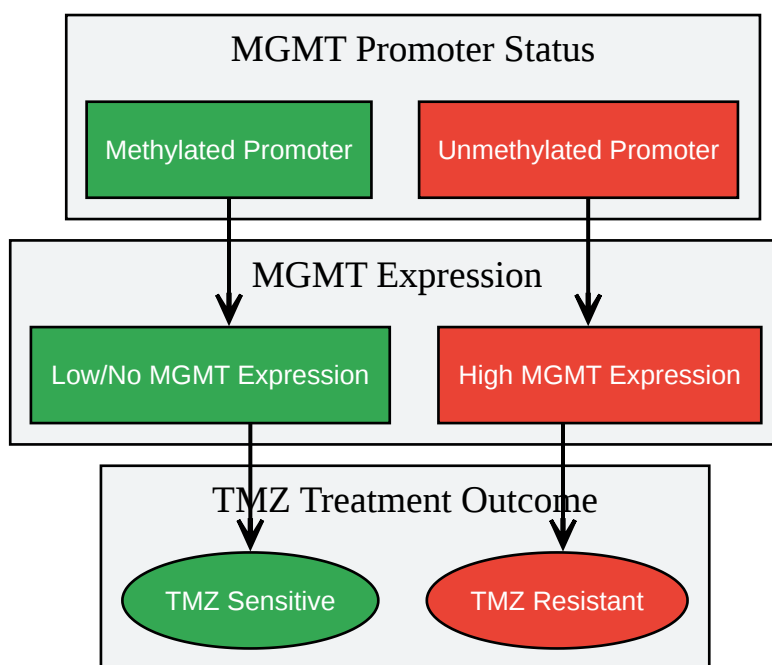 MGMT Promoter Status
Methylated Promoter
Unmethylated Promoter
MGMT Expression
Low/No MGMT Expression
High MGMT Expression
TMZ Treatment Outcome
TMZ Sensitive
TMZ Resistant